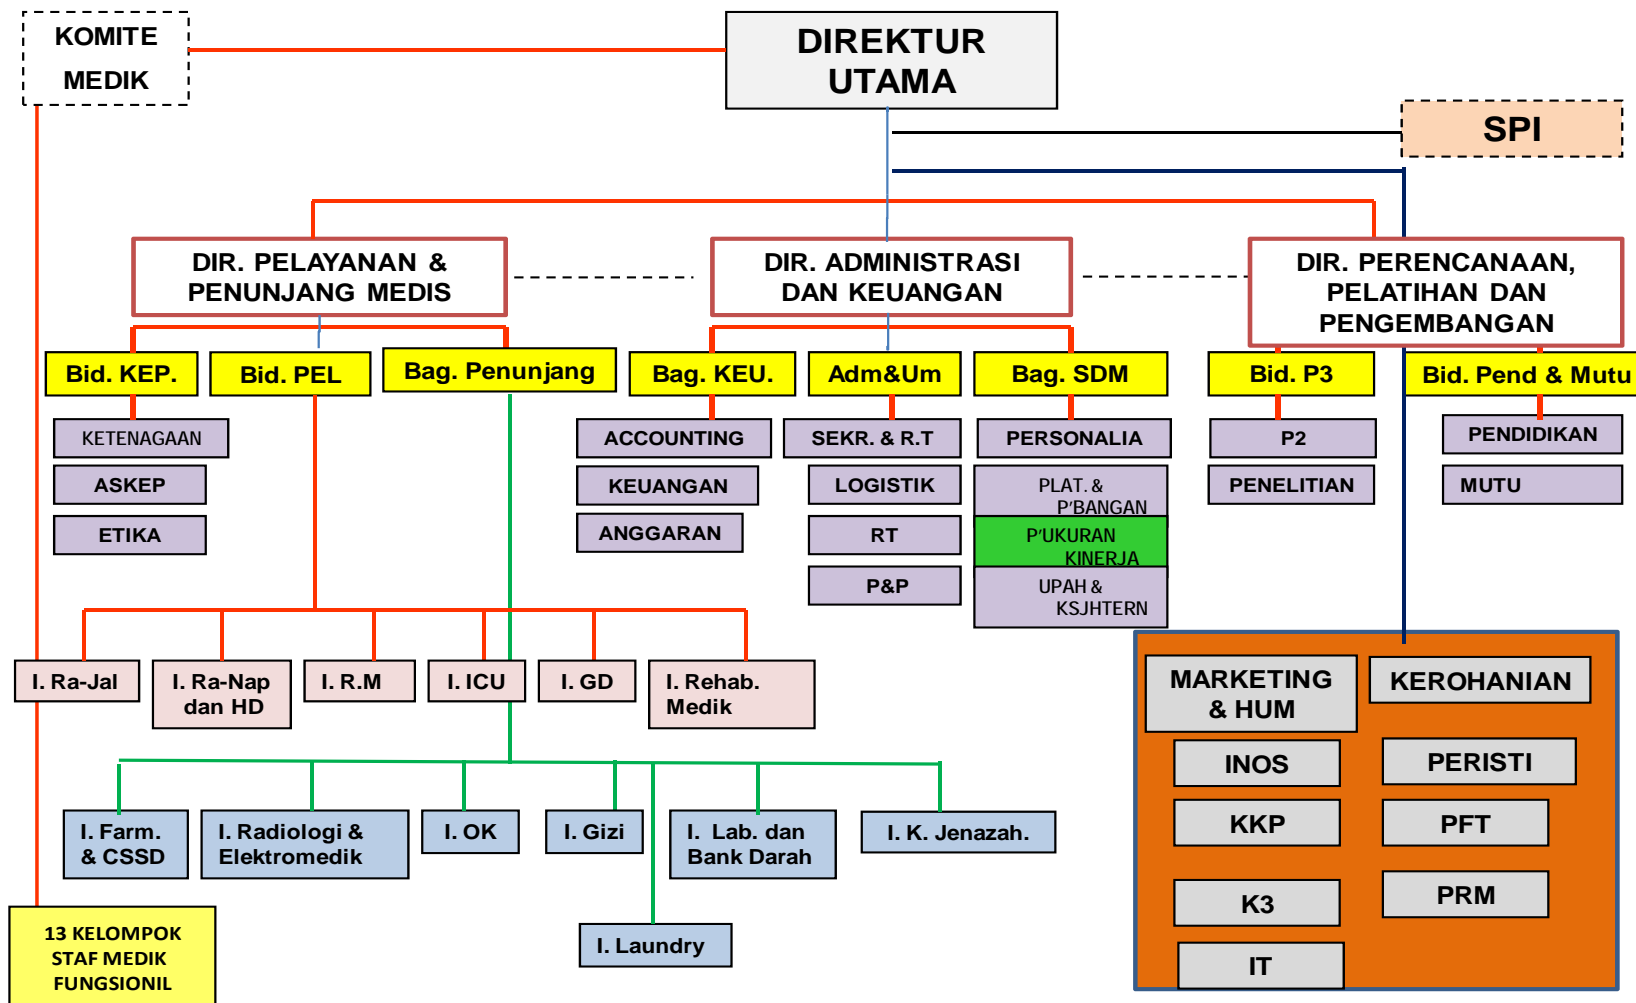 KOMITE
MEDIK
DIREKTUR
UTAMA
SPI
DIR. PELAYANAN &
PENUNJANG MEDIS
DIR. ADMINISTRASI
DAN KEUANGAN
DIR. PERENCANAAN,
PELATIHAN DAN
PENGEMBANGAN
Bid. KEP.
Bid. PEL
Bag. Penunjang
Bag. KEU.
Adm&Um
Bag. SDM
Bid. P3
Bid. Pend & Mutu
KETENAGAAN
ASKEP
ETIKA
ACCOUNTING
KEUANGAN
ANGGARAN
SEKR. & R.T
LOGISTIK
RT
P&P
PERSONALIA
PLAT. &
P'BANGAN
P'UKURAN
KINERJA
UPAH &
KSJHTERN
P2
PENELITIAN
PENDIDIKAN
MUTU
I. Ra-Jal
I. Ra-Nap
dan HD
I. R.M
I. ICU
I. GD
I. Rehab.
Medik
I. Farm.
& CSSD
I. Radiologi &
Elektromedik
I. OK
I. Gizi
I. Lab. dan
Bank Darah
I. K. Jenazah.
I. Laundry
13 KELOMPOK
STAF MEDIK
FUNGSIONIL
MARKETING
& HUM
KEROHANIAN
INOS
PERISTI
KKP
PFT
K3
PRM
IT